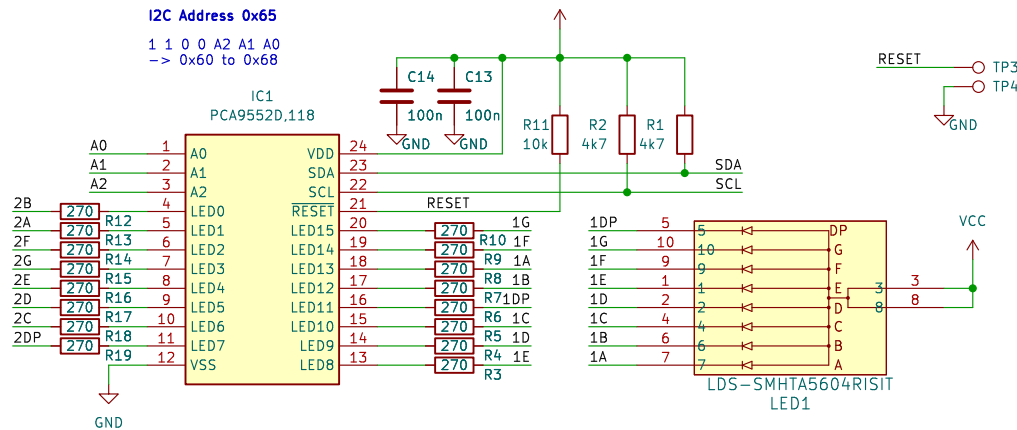 I2C Address 0x65
1 1 0 0 A2 A1 A0
-> 0x60 to 0x68
RESET
TP3
TP4
GND
C14
C13
100n
100n
GND
GND
R11
10k
R2
4k7
R1
4k7
IC1
PCA9552D,118
A0 1 A0 VDD 24
A1 2 A1 SDA 23 SDA
A2 3 A2 SCL 22 SCL
2B 270 4 LED0 RESET 21 RESET
R12
2A 270 5 LED1 LED15 20 270 1G
R13 R10
2F 270 6 LED2 LED14 19 270 1F
R14 R9
2G 270 7 LED3 LED13 18 270 1A
R15 R8
2E 270 8 LED4 LED12 17 270 1B
R16 R7
2D 270 9 LED5 LED11 16 270 1DP
R17 R6
2C 270 10 LED6 LED10 15 270 1C
R18 R5
2DP 270 11 LED7 LED9 14 270 1D
R19 R4
12 VSS LED8 13 270 1E
R3
GND
1DP 5 5 DP
1G 10 10 G
1F 9 9 F
1E 1 1 E 3 3
1D 2 2 D 8 8
1C 4 4 C
1B 6 6 B
1A 7 7 A
VCC
LDS-SMHTA5604RISIT
LED1